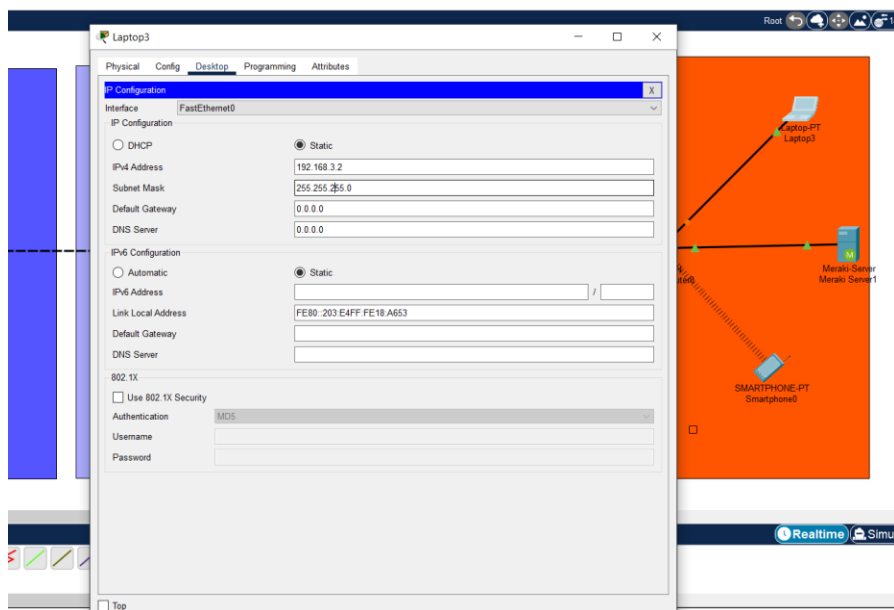 Root
Laptop3
Physical Config Desktop Programming Attributes
IP Configuration X
Interface FastEthernet0
IP Configuration
DHCP Static
IPv4 Address 192.168.3.2
Subnet Mask 255.255.255.0
Default Gateway 0.0.0.0
DNS Server 0.0.0.0
IPv6 Configuration
Automatic Static
IPv6 Address /
Link Local Address FE80::203:E4FF:FE18:A653
Default Gateway
DNS Server
802.1X
Use 802.1X Security
Authentication MD5
Username
Password
Top
Laptop-PT
Laptop3
Meraki-Server
Meraki Server1
SMARTPHONE-PT
Smartphone0
Realtime Simu